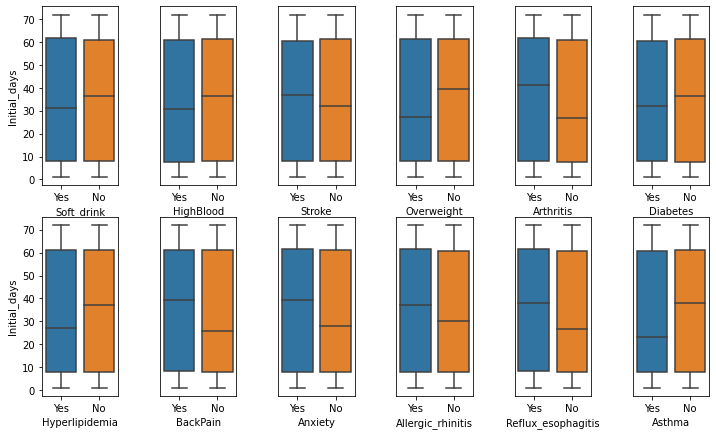 70
60
50
40
30
20
10
0
Initial_days
Yes No
Soft_drink
Yes No
HighBlood
Yes No
Stroke
Yes No
Overweight
Yes No
Arthritis
Yes No
Diabetes
70
60
50
40
30
20
10
0
Initial_days
Yes No
Hyperlipidemia
Yes No
BackPain
Yes No
Anxiety
Yes No
Allergic_rhinitis
Yes No
Reflux_esophagitis
Yes No
Asthma